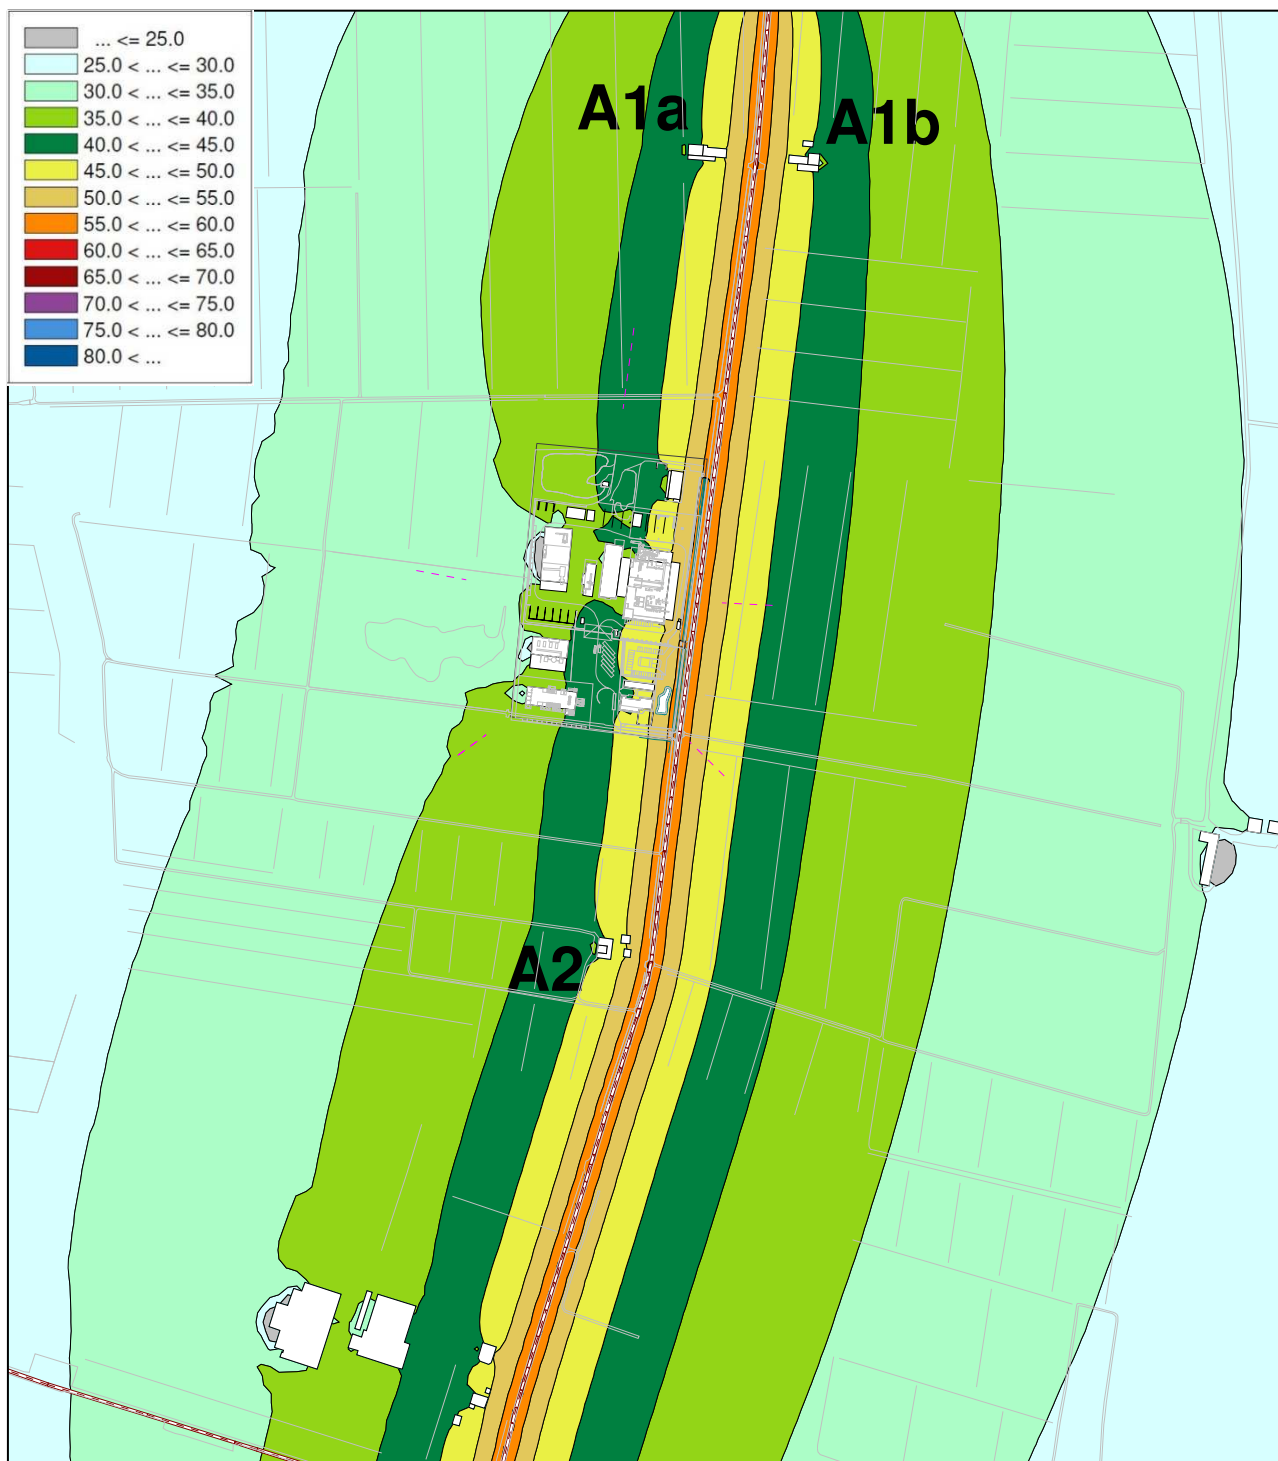 ... <= 25.0
25.0 < ... <= 30.0
30.0 < ... <= 35.0
35.0 < ... <= 40.0
40.0 < ... <= 45.0
45.0 < ... <= 50.0
50.0 < ... <= 55.0
55.0 < ... <= 60.0
60.0 < ... <= 65.0
65.0 < ... <= 70.0
70.0 < ... <= 75.0
75.0 < ... <= 80.0
80.0 < ...
A1a
A1b
A2